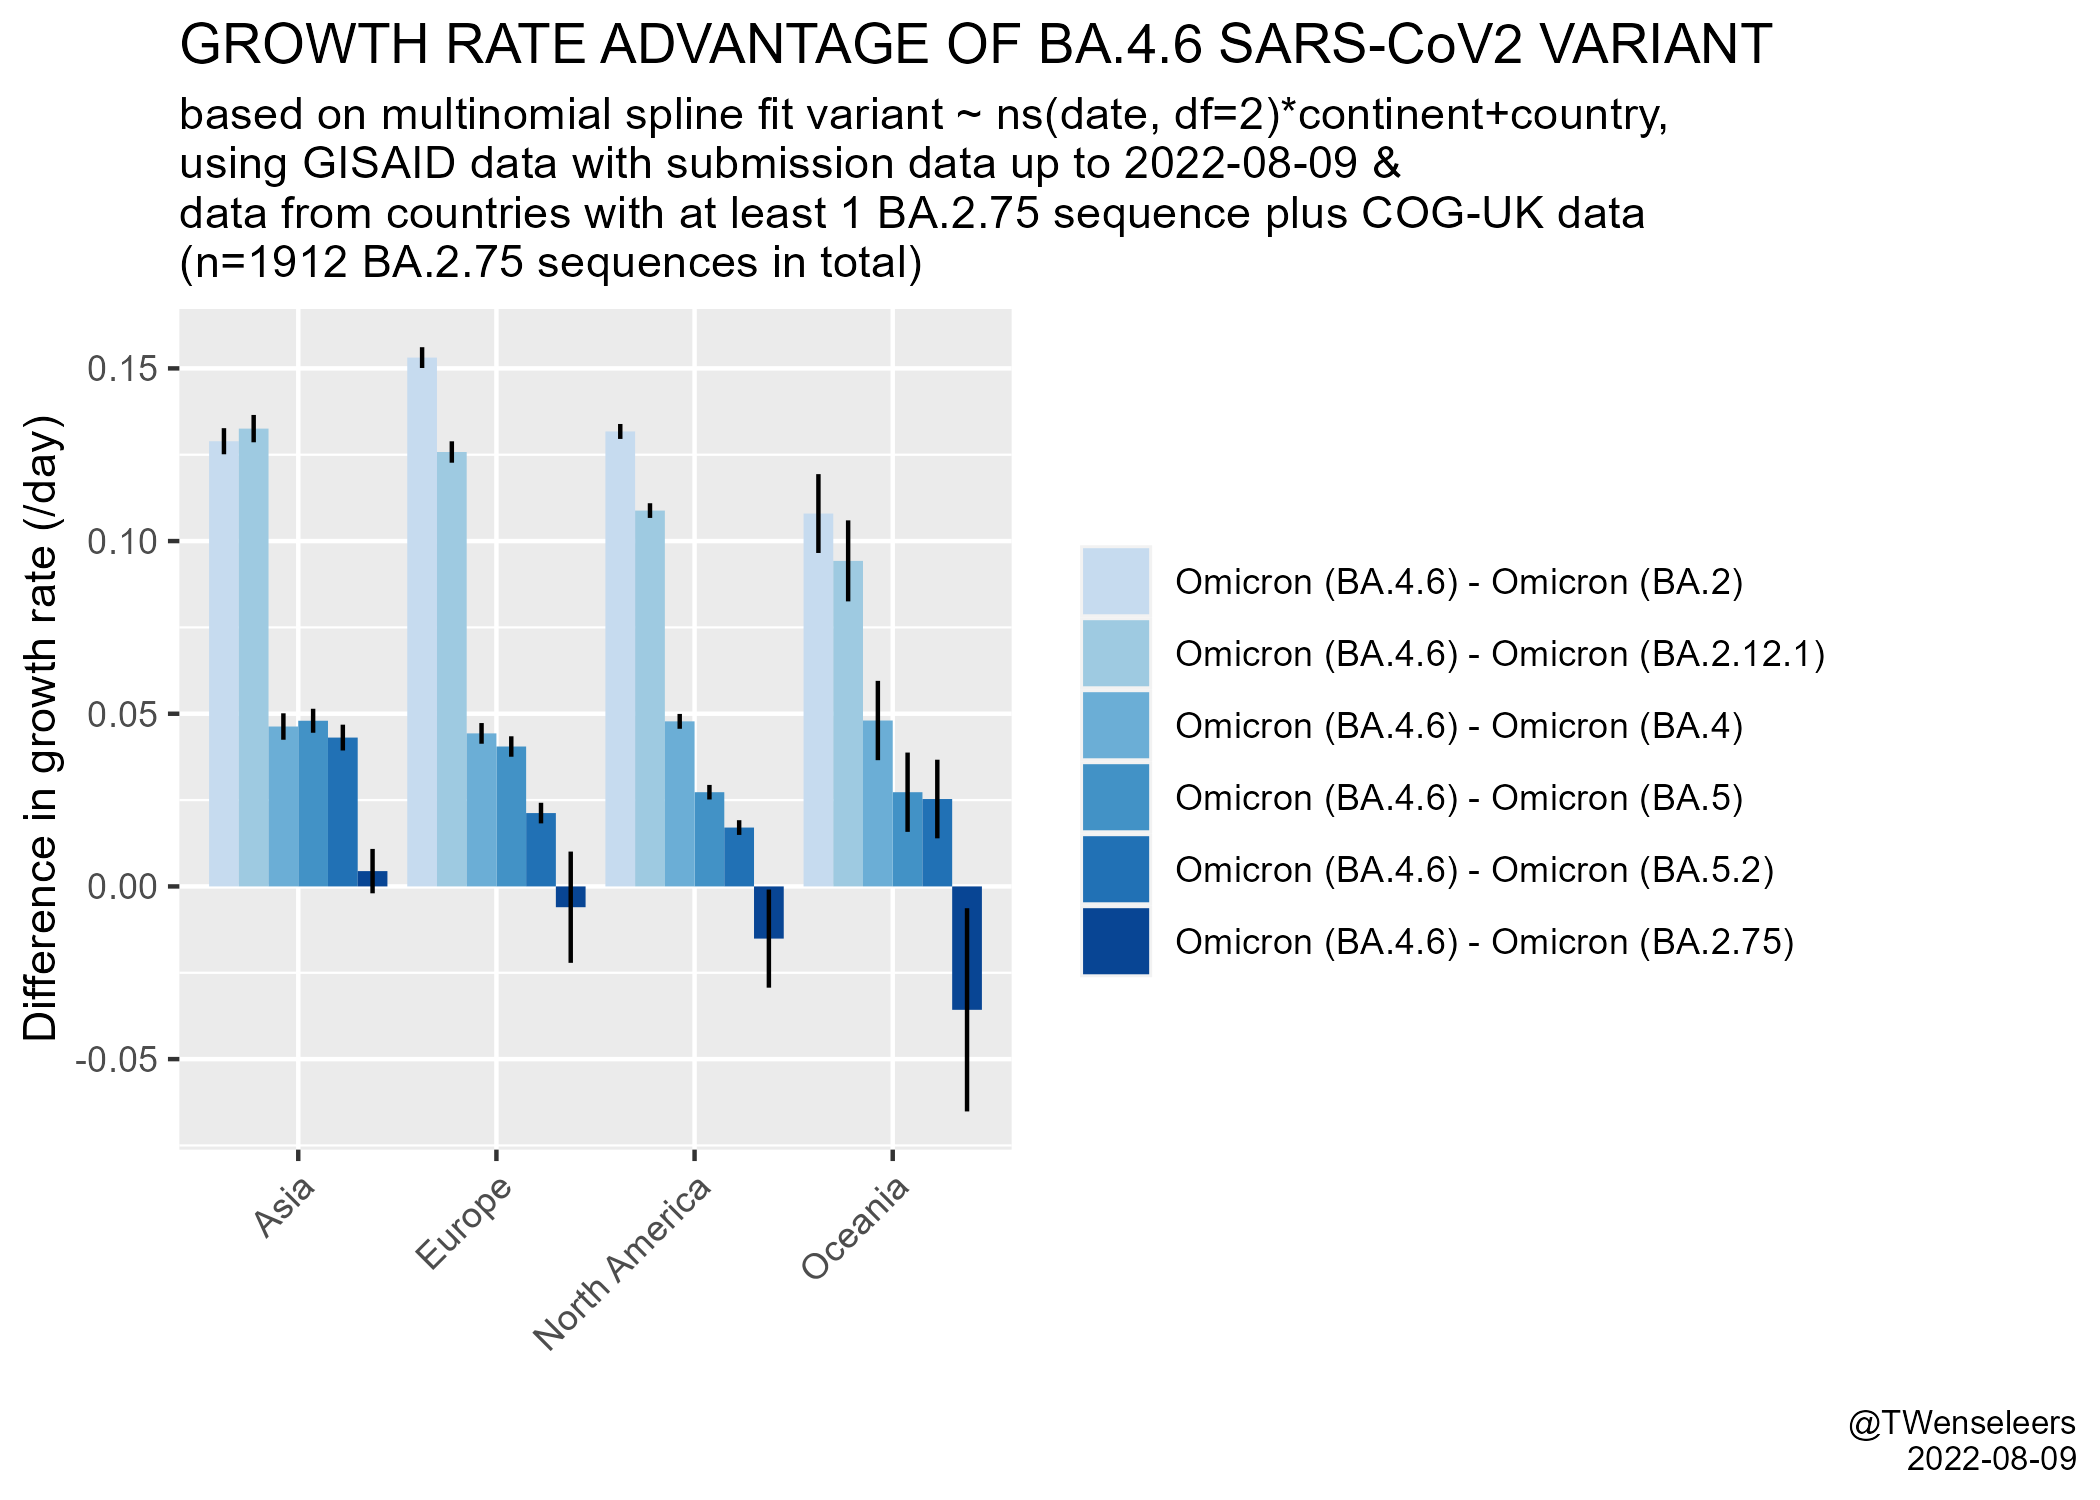 GROWTH RATE ADVANTAGE OF BA.4.6 SARS-CoV2 VARIANT
based on multinomial spline fit variant ~ ns(date, df=2)*continent+country,
using GISAID data with submission data up to 2022-08-09 &
data from countries with at least 1 BA.2.75 sequence plus COG-UK data
(n=1912 BA.2.75 sequences in total)
Difference in growth rate (/day)
0.15
0.10
0.05
0.00
-0.05
Asia
Europe
North America
Oceania
Omicron (BA.4.6) - Omicron (BA.2)
Omicron (BA.4.6) - Omicron (BA.2.12.1)
Omicron (BA.4.6) - Omicron (BA.4)
Omicron (BA.4.6) - Omicron (BA.5)
Omicron (BA.4.6) - Omicron (BA.5.2)
Omicron (BA.4.6) - Omicron (BA.2.75)
@TWenseleers
2022-08-09